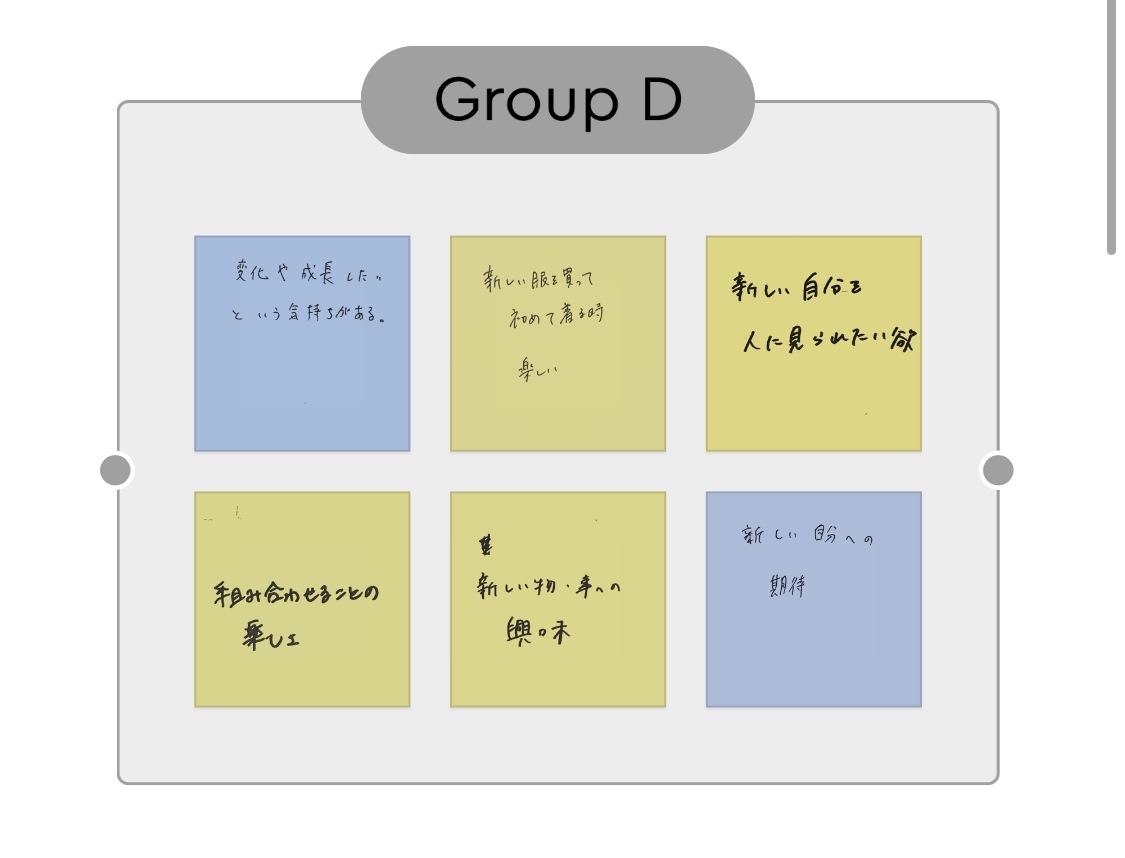 Group D
変化や成長したい
という気持ちがある。
新しい服を買って
初めて着る時
楽しい
新しい自分を
人に見られたい欲
組み合わせることの
楽しさ
新しい物・事への
興味
新しい自分への
期待